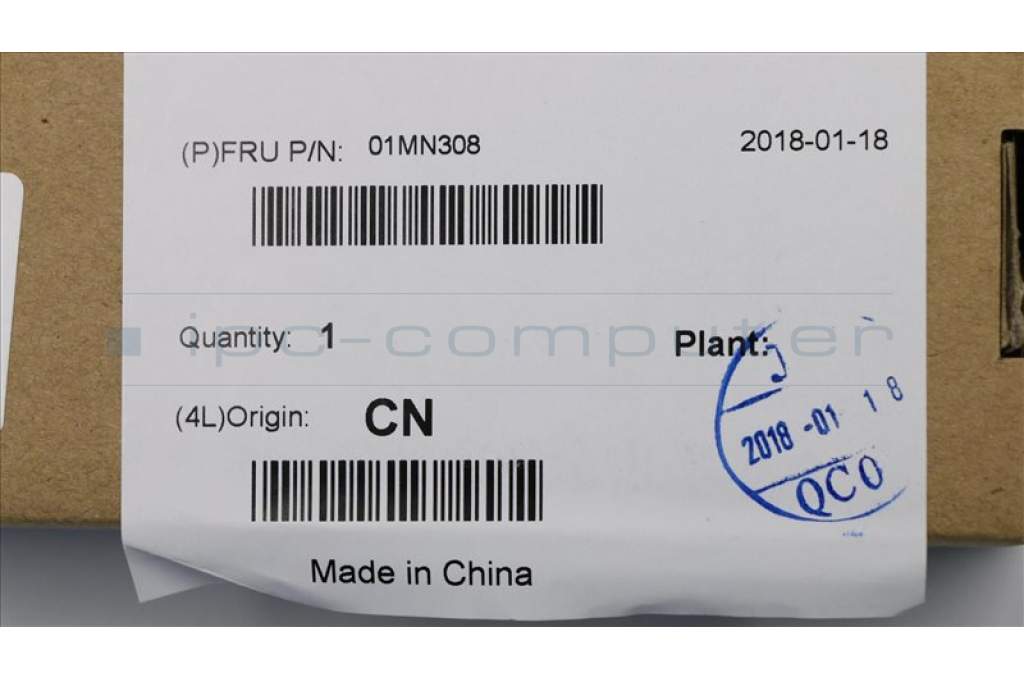 (P)FRU P/N: 01MN308 2018-01-18
Quantity: 1 Plant:
ipc-computer
J
2018-01 18
QCO
(4L)Origin: CN
Made in China